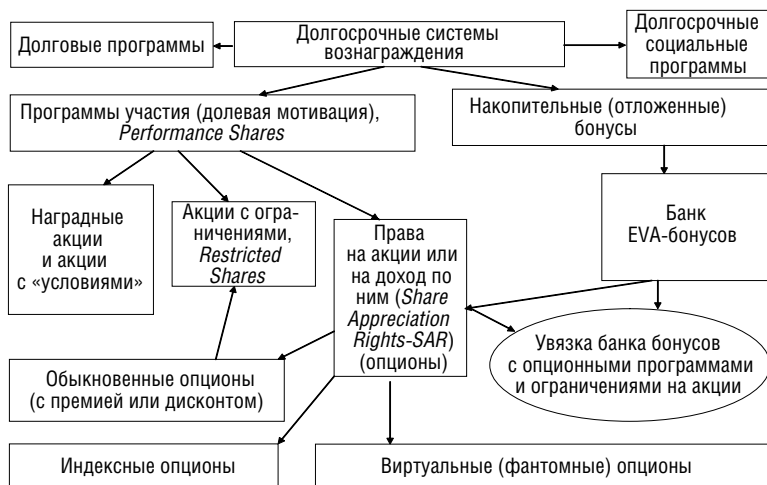 Долговые программы
Долгосрочные системы
вознаграждения
Долгосрочные
социальные
программы
Программы участия (долевая мотивация),
Performance Shares
Накопительные (отложенные)
бонусы
Наградные
акции
и акции
с «условиями»
Акции с огра-
ничениями,
Restricted
Shares
Права
на акции или
на доход по
ним (Share
Appreciation
Rights-SAR)
(опционы)
Банк
EVA-бонусов
Обыкновенные опционы
(с премией или дисконтом)
Увязка банка бонусов
с опционными программами
и ограничениями на акции
Индексные опционы
Виртуальные (фантомные) опционы